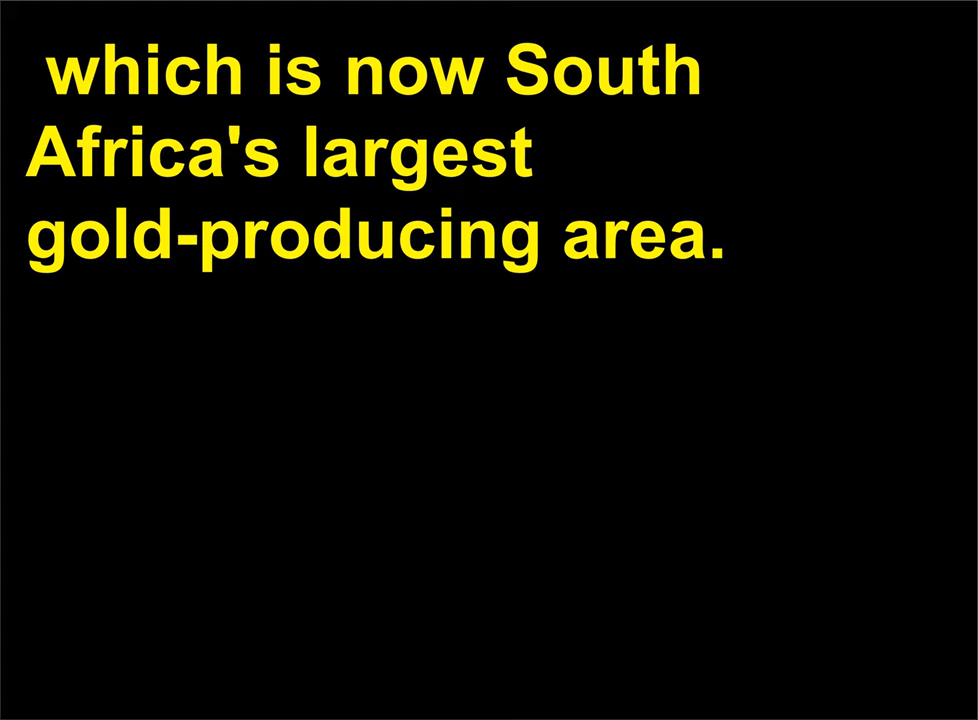 which is now South
Africa's largest
gold-producing area.